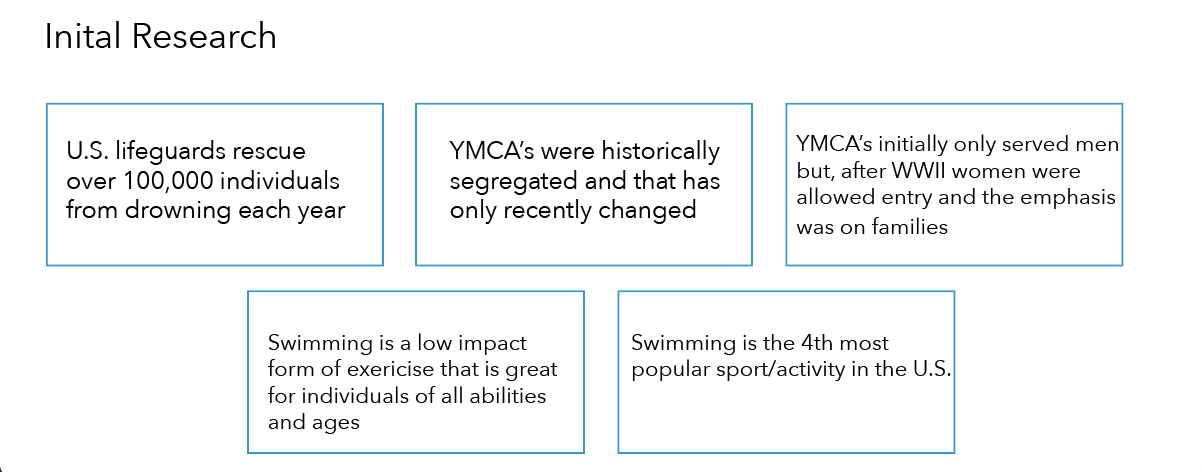 Inital Research
U.S. lifeguards rescue
over 100,000 individuals
from drowning each year
YMCA’s were historically
segregated and that has
only recently changed
YMCA’s initially only served men
but, after WWII women were
allowed entry and the emphasis
was on families
Swimming is a low impact
form of exericise that is great
for individuals of all abilities
and ages
Swimming is the 4th most
popular sport/activity in the U.S.